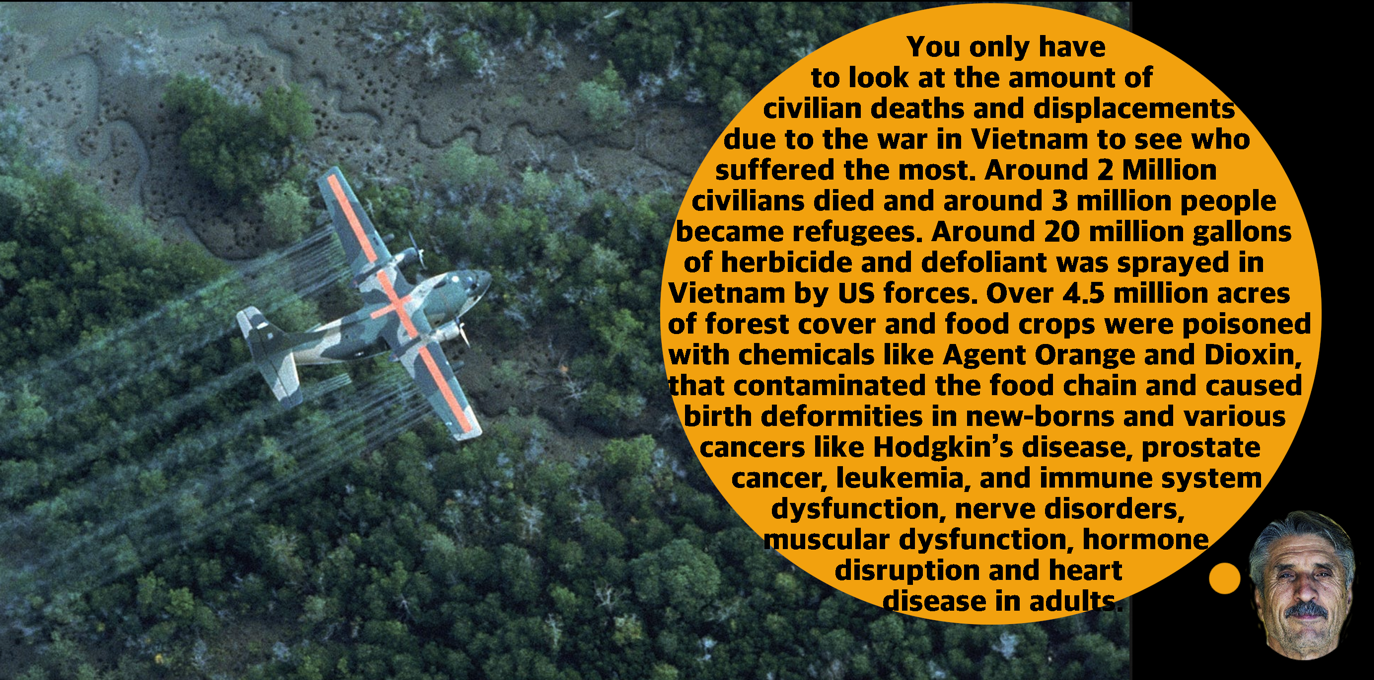 You only have
to look at the amount of
civilian deaths and displacements
due to the war in Vietnam to see who
suffered the most. Around 2 Million
civilians died and around 3 million people
became refugees. Around 20 million gallons
of herbicide and defoliant was sprayed in
Vietnam by US forces. Over 4.5 million acres
of forest cover and food crops were poisoned
with chemicals like Agent Orange and Dioxin,
that contaminated the food chain and caused
birth deformities in new-borns and various
cancers like Hodgkin’s disease, prostate
cancer, leukemia, and immune system
dysfunction, nerve disorders,
muscular dysfunction, hormone
disruption and heart
disease in adults.